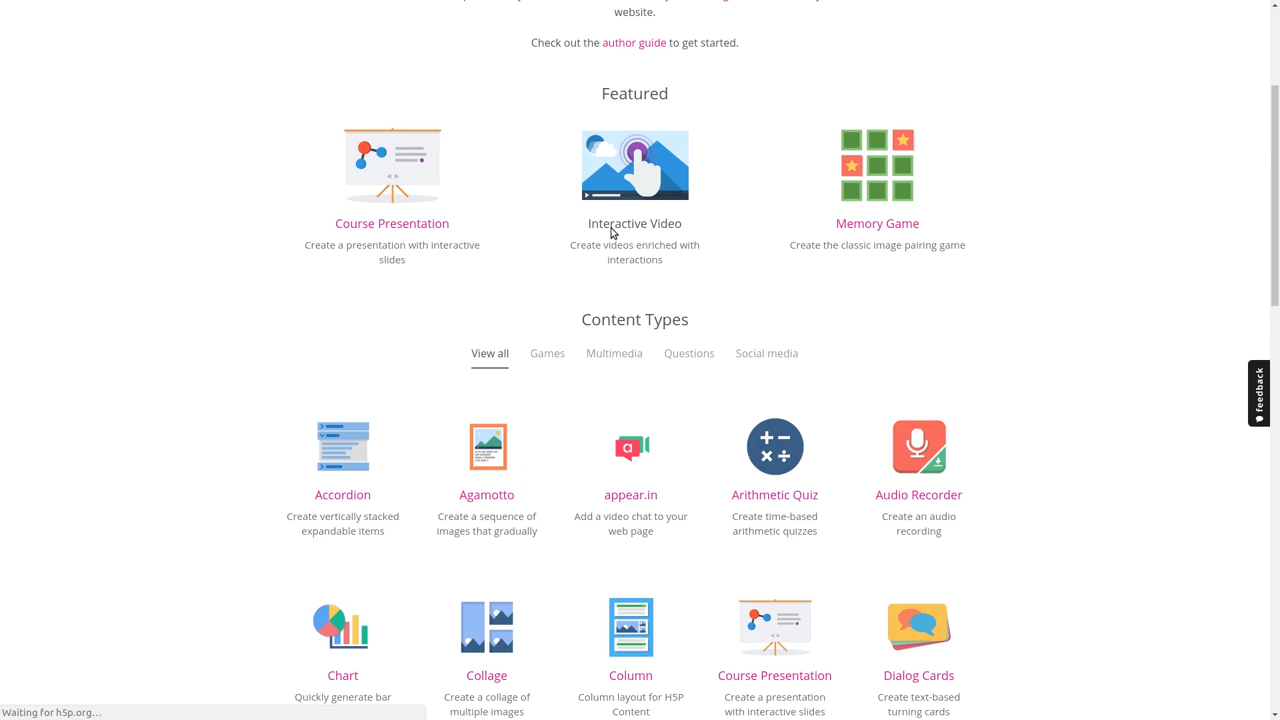 website.
Check out the author guide to get started.
Featured
Course Presentation
Create a presentation with interactive
slides
Interactive Video
Create videos enriched with
interactions
Memory Game
Create the classic image pairing game
Content Types
View all Games Multimedia Questions Social media
feedback
Accordion
Create vertically stacked
expandable items
Agamotto
Create a sequence of
images that gradually
a
appear.in
Add a video chat to your
web page
Arithmetic Quiz
Create time-based
arithmetic quizzes
Audio Recorder
Create an audio
recording
Chart
Quickly generate bar
Collage
Create a collage of
multiple images
Column
Column layout for H5P
Content
Course Presentation
Create a presentation
with interactive slides
Dialog Cards
Create text-based
turning cards
Waiting for h5p.org...